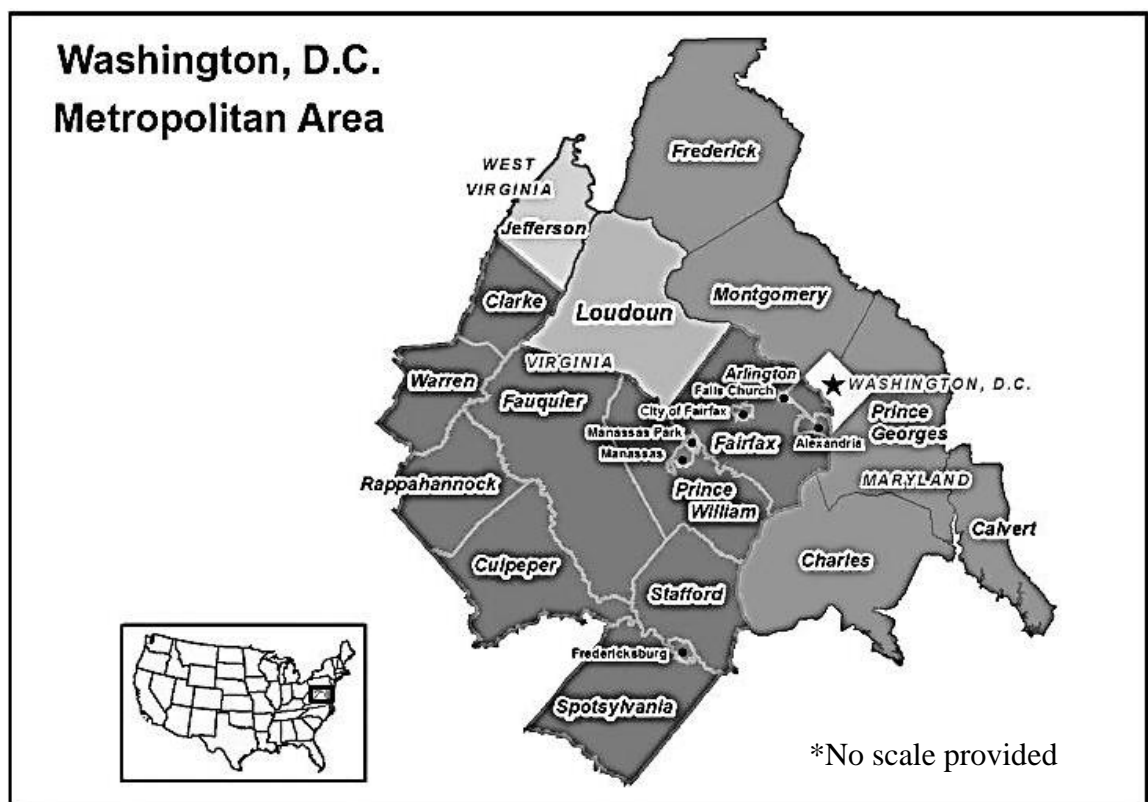 Washington, D.C.
Metropolitan Area
Frederick
WEST
VIRGINIA
Jefferson
Clarke
Loudoun
Montgomery
VIRGINIA
Warren
Fauquier
Arlington
Falls Church
WASHINGTON, D.C.
City of Fairfax
Prince
Georges
Manassas Park
Fairfax
Alexandria
Manassas
Rappahannock
Prince
William
MARYLAND
Calvert
Culpeper
Stafford
Charles
Fredericksburg
Spotsylvania
*No scale provided